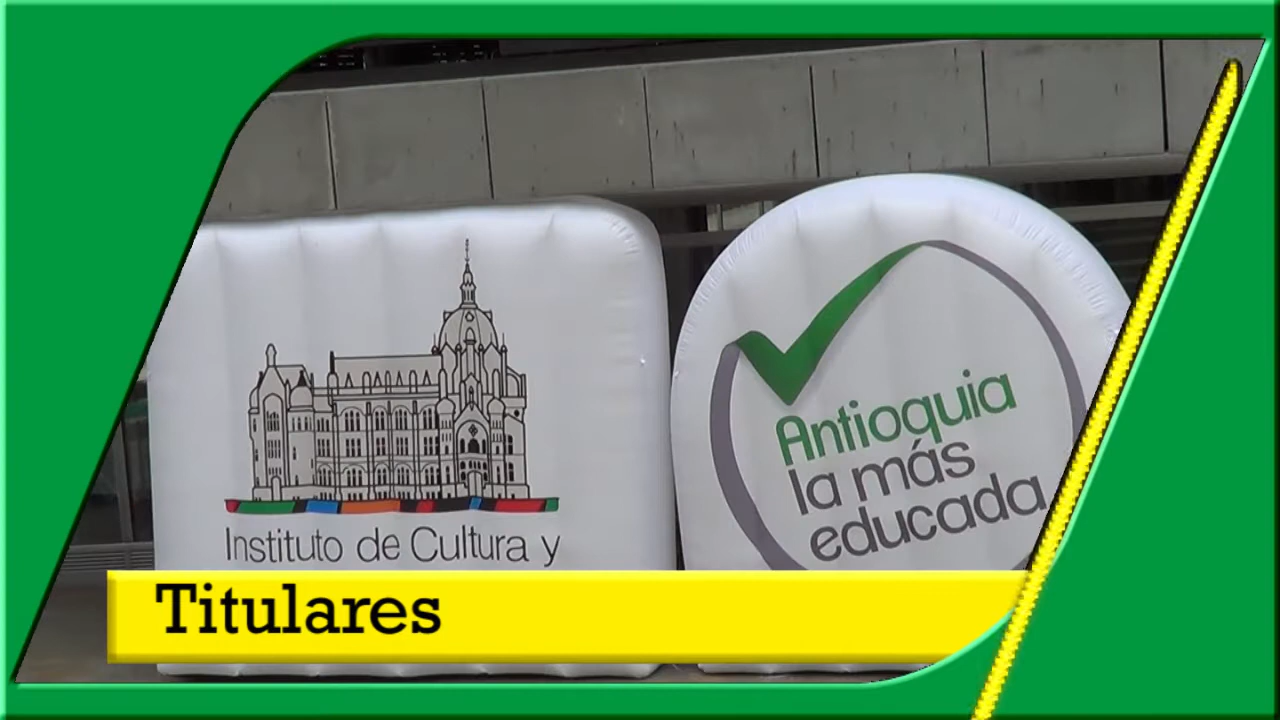 Instituto de Cultura y
Antioquia
la más
educada
Titulares